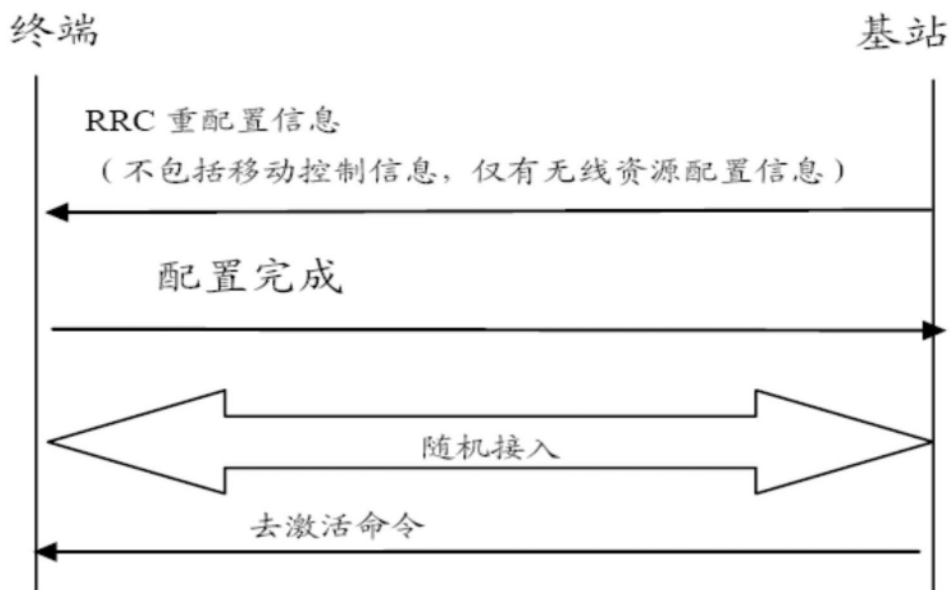 终端
基站
RRC 重配置信息
（不包括移动控制信息，仅有无线资源配置信息）
配置完成
随机接入
去激活命令